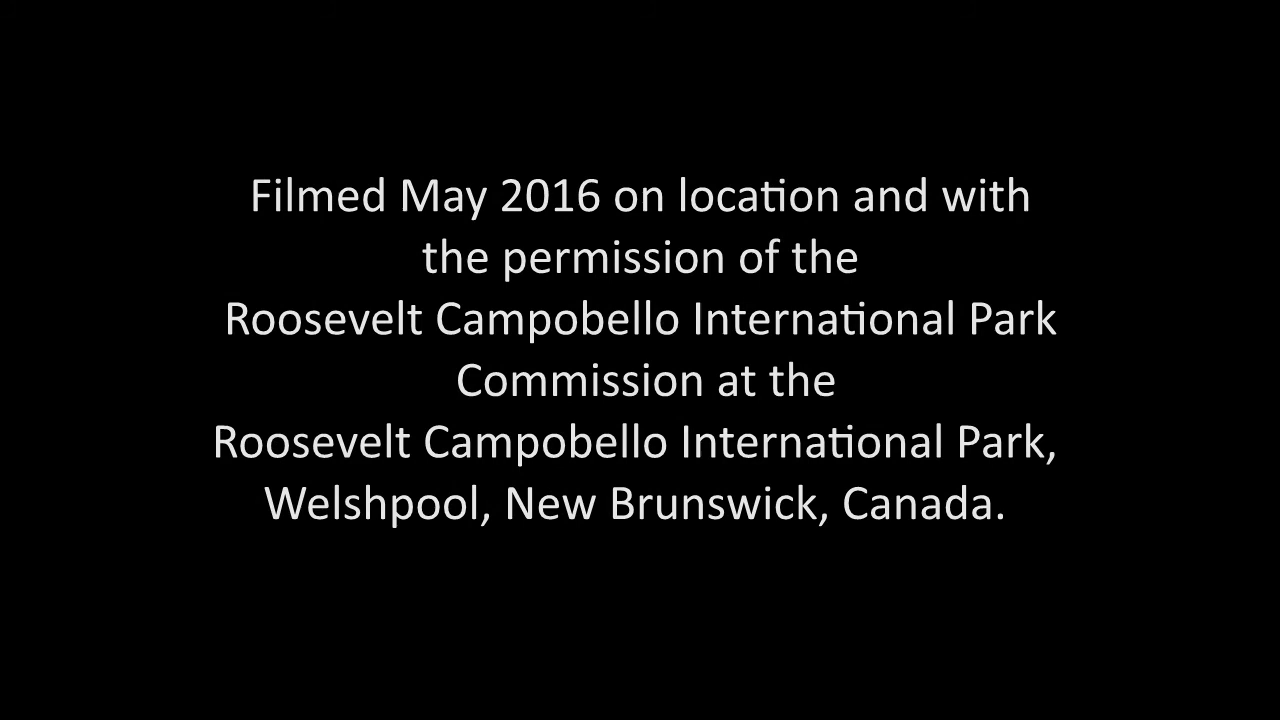 Filmed May 2016 on location and with
the permission of the
Roosevelt Campobello International Park
Commission at the
Roosevelt Campobello International Park,
Welshpool, New Brunswick, Canada.